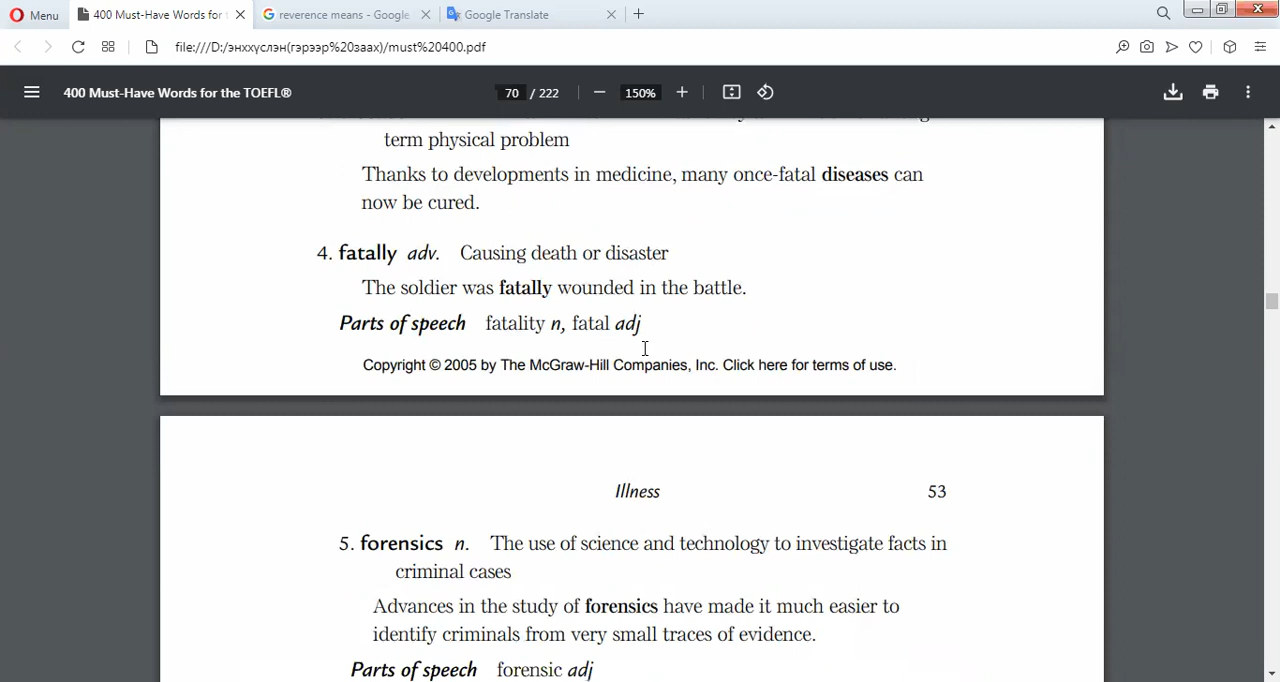 Menu
400 Must-Have Words for
reverence means - Google
Google Translate
file:///D:/энххүслэн(гэрээр%20заах)/must%20400.pdf
400 Must-Have Words for the TOEFL®
70 / 222
150%
term physical problem
Thanks to developments in medicine, many once-fatal diseases can
now be cured.
4. fatally adv. Causing death or disaster
The soldier was fatally wounded in the battle.
Parts of speech fatality n, fatal adj
Copyright © 2005 by The McGraw-Hill Companies, Inc. Click here for terms of use.
Illness 53
5. forensics n. The use of science and technology to investigate facts in
criminal cases
Advances in the study of forensics have made it much easier to
identify criminals from very small traces of evidence.
Parts of speech forensic adj